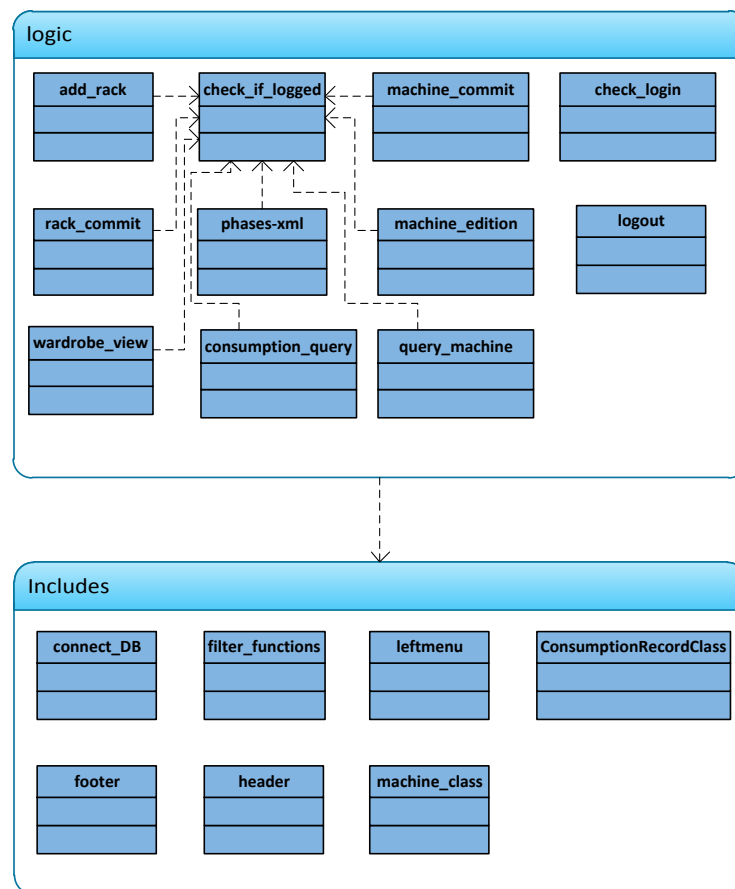 logic
add_rack
check_if_logged
machine_commit
check_login
rack_commit
phases-xml
machine_edition
logout
wardrobe_view
consumption_query
query_machine
Includes
connect_DB
filter_functions
leftmenu
ConsumptionRecordClass
footer
header
machine_class